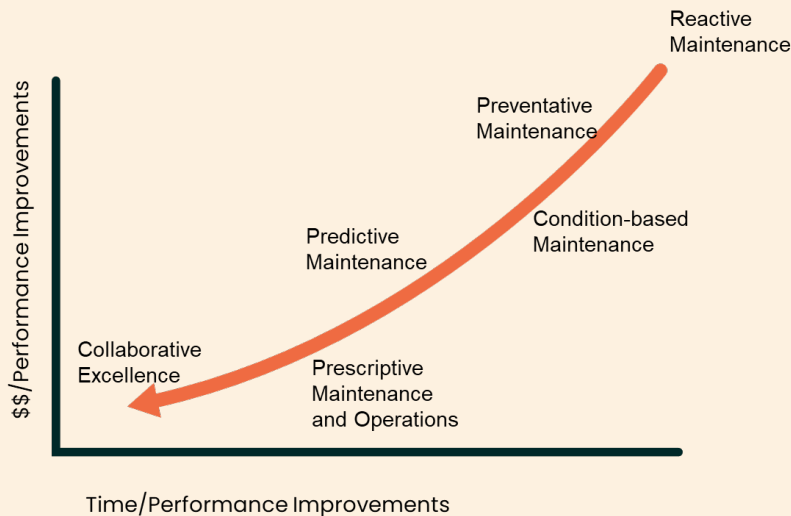 Reactive
Maintenance
Preventative
Maintenance
Condition-based
Maintenance
Predictive
Maintenance
Collaborative
Excellence
Prescriptive
Maintenance
and Operations
$$/Performance Improvements
Time/Performance Improvements